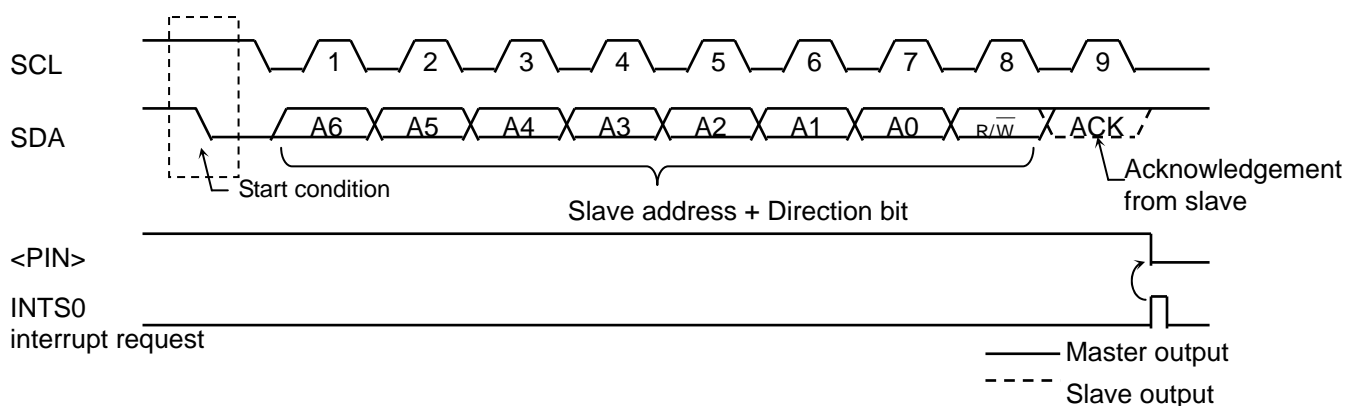 SCL 1 2 3 4 5 6 7 8 9
SDA A6 A5 A4 A3 A2 A1 A0 R/W̅ ACK
Start condition
Slave address + Direction bit
Acknowledgement
from slave
<PIN>
INTS0
interrupt request
Master output
Slave output